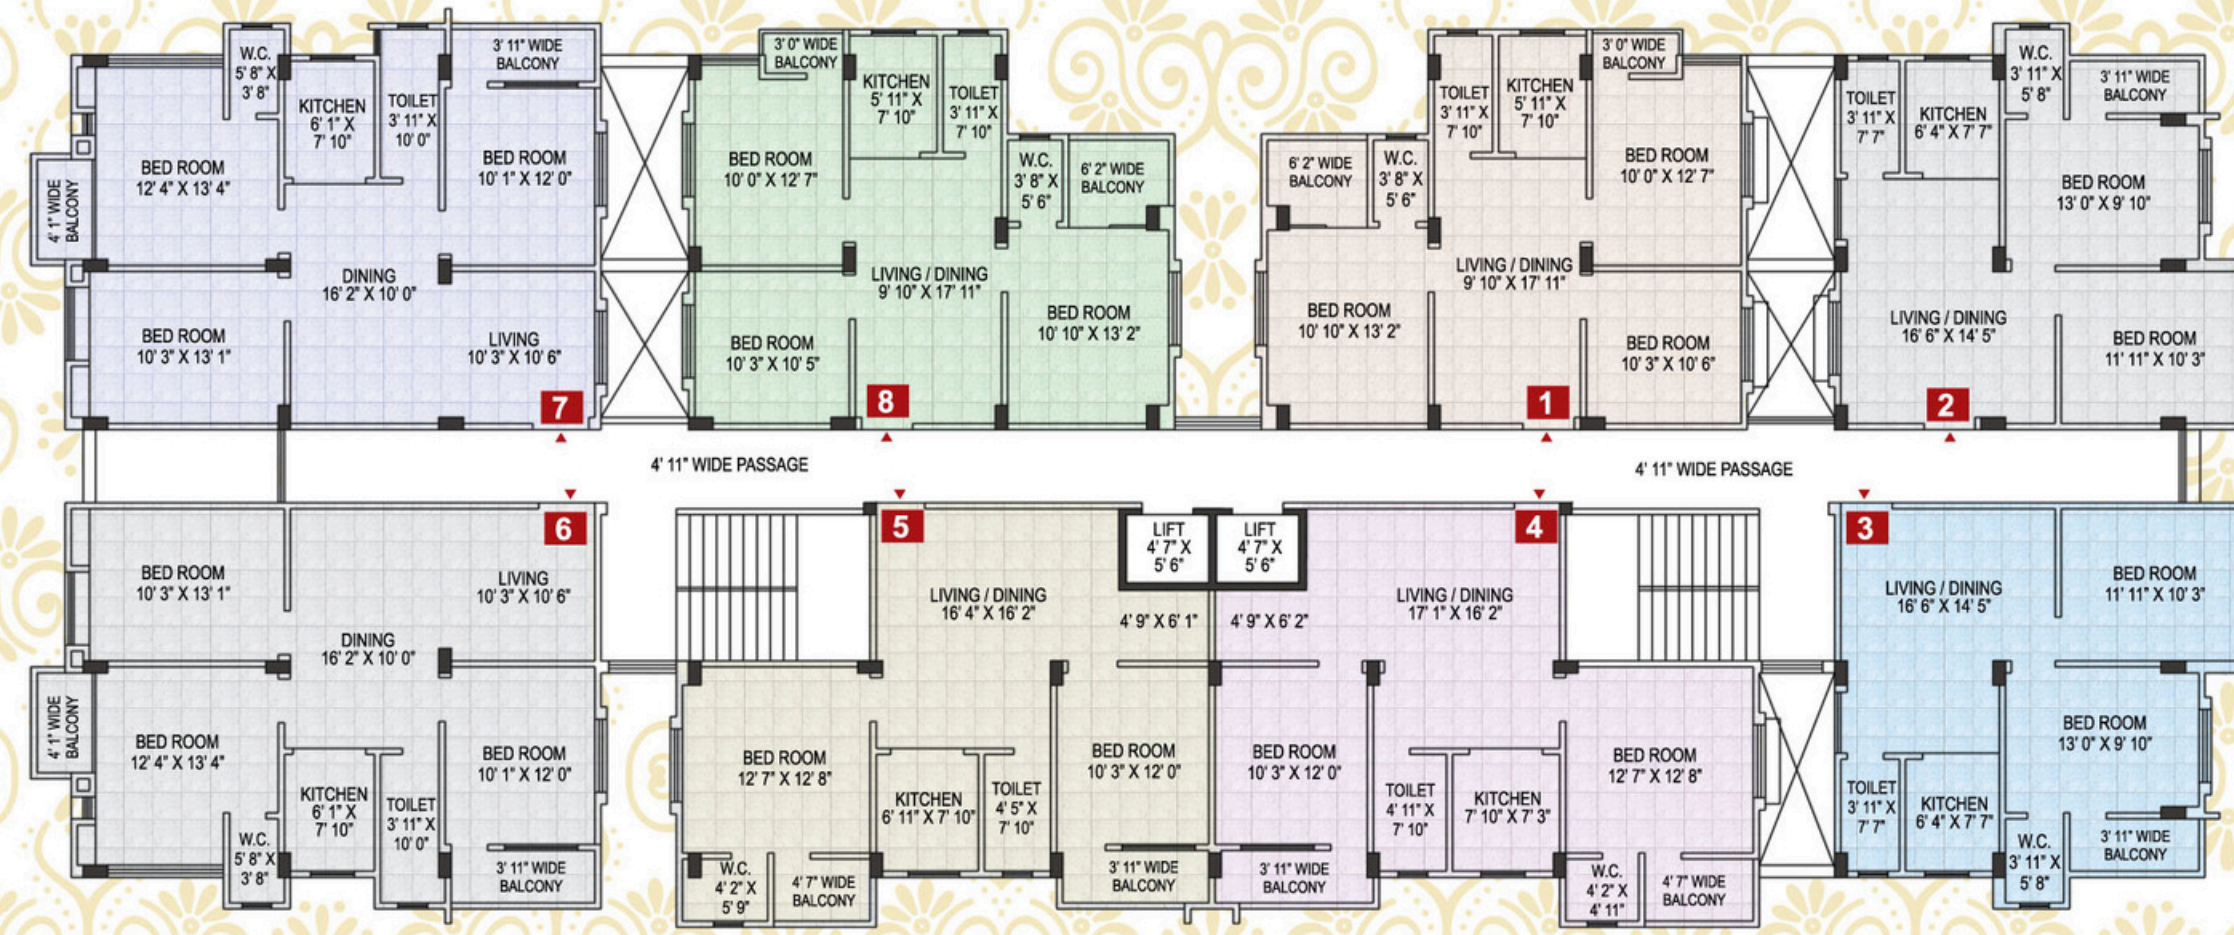 W.C.
5' 8" X
3' 8"
KITCHEN
6' 1" X
7' 10"
TOILET
3' 11" X
10' 0"
3' 11" WIDE
BALCONY
BED ROOM
12' 4" X 13' 4"
BED ROOM
10' 1" X 12' 0"
4' 1" WIDE
BALCONY
DINING
16' 2" X 10' 0"
BED ROOM
10' 3" X 13' 1"
LIVING
10' 3" X 10' 6"
7
3' 0" WIDE
BALCONY
KITCHEN
5' 11" X
7' 10"
TOILET
3' 11" X
7' 10"
BED ROOM
10' 0" X 12' 7"
W.C.
3' 8" X
5' 6"
6' 2" WIDE
BALCONY
LIVING / DINING
9' 10" X 17' 11"
BED ROOM
10' 3" X 10' 5"
BED ROOM
10' 10" X 13' 2"
8
TOILET
3' 11" X
7' 10"
KITCHEN
5' 11" X
7' 10"
3' 0" WIDE
BALCONY
6' 2" WIDE
BALCONY
W.C.
3' 8" X
5' 6"
BED ROOM
10' 0" X 12' 7"
LIVING / DINING
9' 10" X 17' 11"
BED ROOM
10' 10" X 13' 2"
BED ROOM
10' 3" X 10' 6"
1
TOILET
3' 11" X
7' 7"
KITCHEN
6' 4" X 7' 7"
W.C.
3' 11" X
5' 8"
3' 11" WIDE
BALCONY
BED ROOM
13' 0" X 9' 10"
LIVING / DINING
16' 6" X 14' 5"
BED ROOM
11' 11" X 10' 3"
2
4' 11" WIDE PASSAGE
4' 11" WIDE PASSAGE
6
BED ROOM
10' 3" X 13' 1"
LIVING
10' 3" X 10' 6"
DINING
16' 2" X 10' 0"
4' 1" WIDE
BALCONY
BED ROOM
12' 4" X 13' 4"
BED ROOM
10' 1" X 12' 0"
KITCHEN
6' 1" X
7' 10"
TOILET
3' 11" X
10' 0"
W.C.
5' 8" X
3' 8"
3' 11" WIDE
BALCONY
5
LIFT
4' 7" X
5' 6"
LIVING / DINING
16' 4" X 16' 2"
4' 9" X 6' 1"
BED ROOM
12' 7" X 12' 8"
BED ROOM
10' 3" X 12' 0"
KITCHEN
6' 11" X 7' 10"
TOILET
4' 5" X
7' 10"
W.C.
4' 2" X
5' 9"
4' 7" WIDE
BALCONY
3' 11" WIDE
BALCONY
LIFT
4' 7" X
5' 6"
4
4' 9" X 6' 2"
LIVING / DINING
17' 1" X 16' 2"
BED ROOM
10' 3" X 12' 0"
BED ROOM
12' 7" X 12' 8"
TOILET
4' 11" X
7' 10"
KITCHEN
7' 10" X 7' 3"
3' 11" WIDE
BALCONY
W.C.
4' 2" X
4' 11"
4' 7" WIDE
BALCONY
3
LIVING / DINING
16' 6" X 14' 5"
BED ROOM
11' 11" X 10' 3"
BED ROOM
13' 0" X 9' 10"
TOILET
3' 11" X
7' 7"
KITCHEN
6' 4" X 7' 7"
W.C.
3' 11" X
5' 8"
3' 11" WIDE
BALCONY